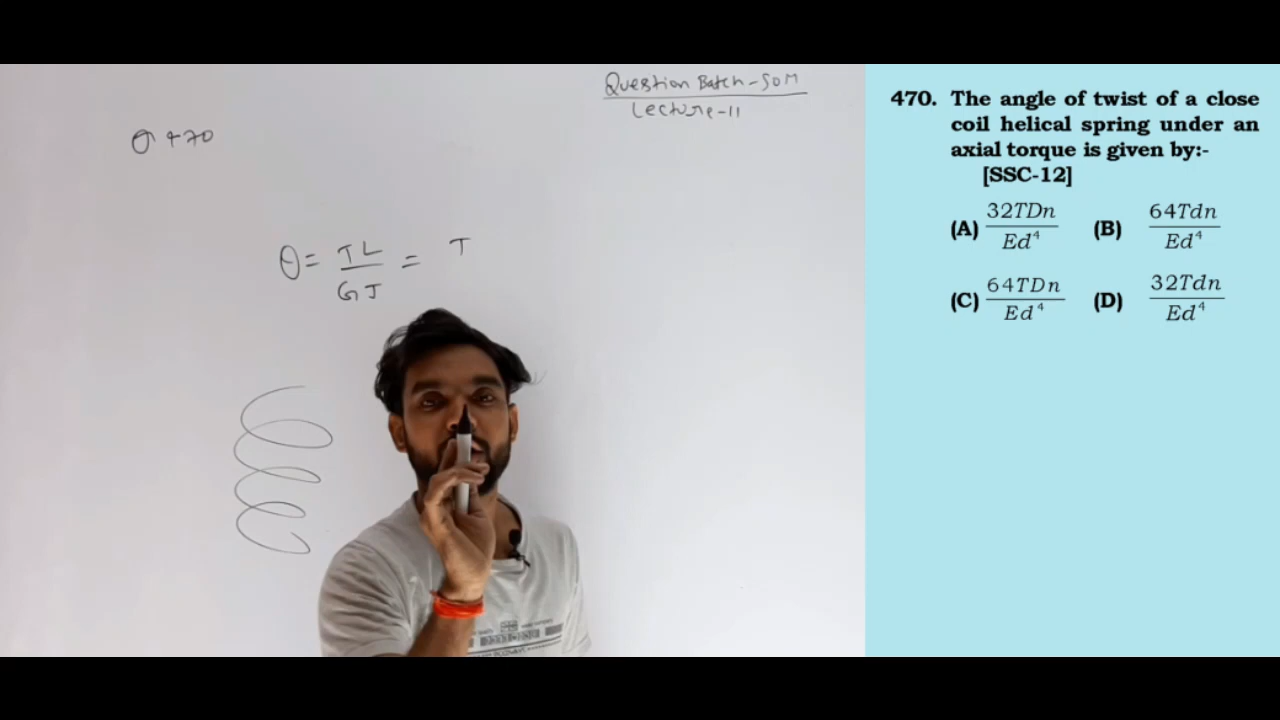 Question Batch-SOM
Lecture-11
470
θ = TL/GJ = T
470. The angle of twist of a close
coil helical spring under an
axial torque is given by:-
[SSC-12]
(A) 32TDn/Ed⁴ (B) 64Tdn/Ed⁴
(C) 64TDn/Ed⁴ (D) 32Tdn/Ed⁴